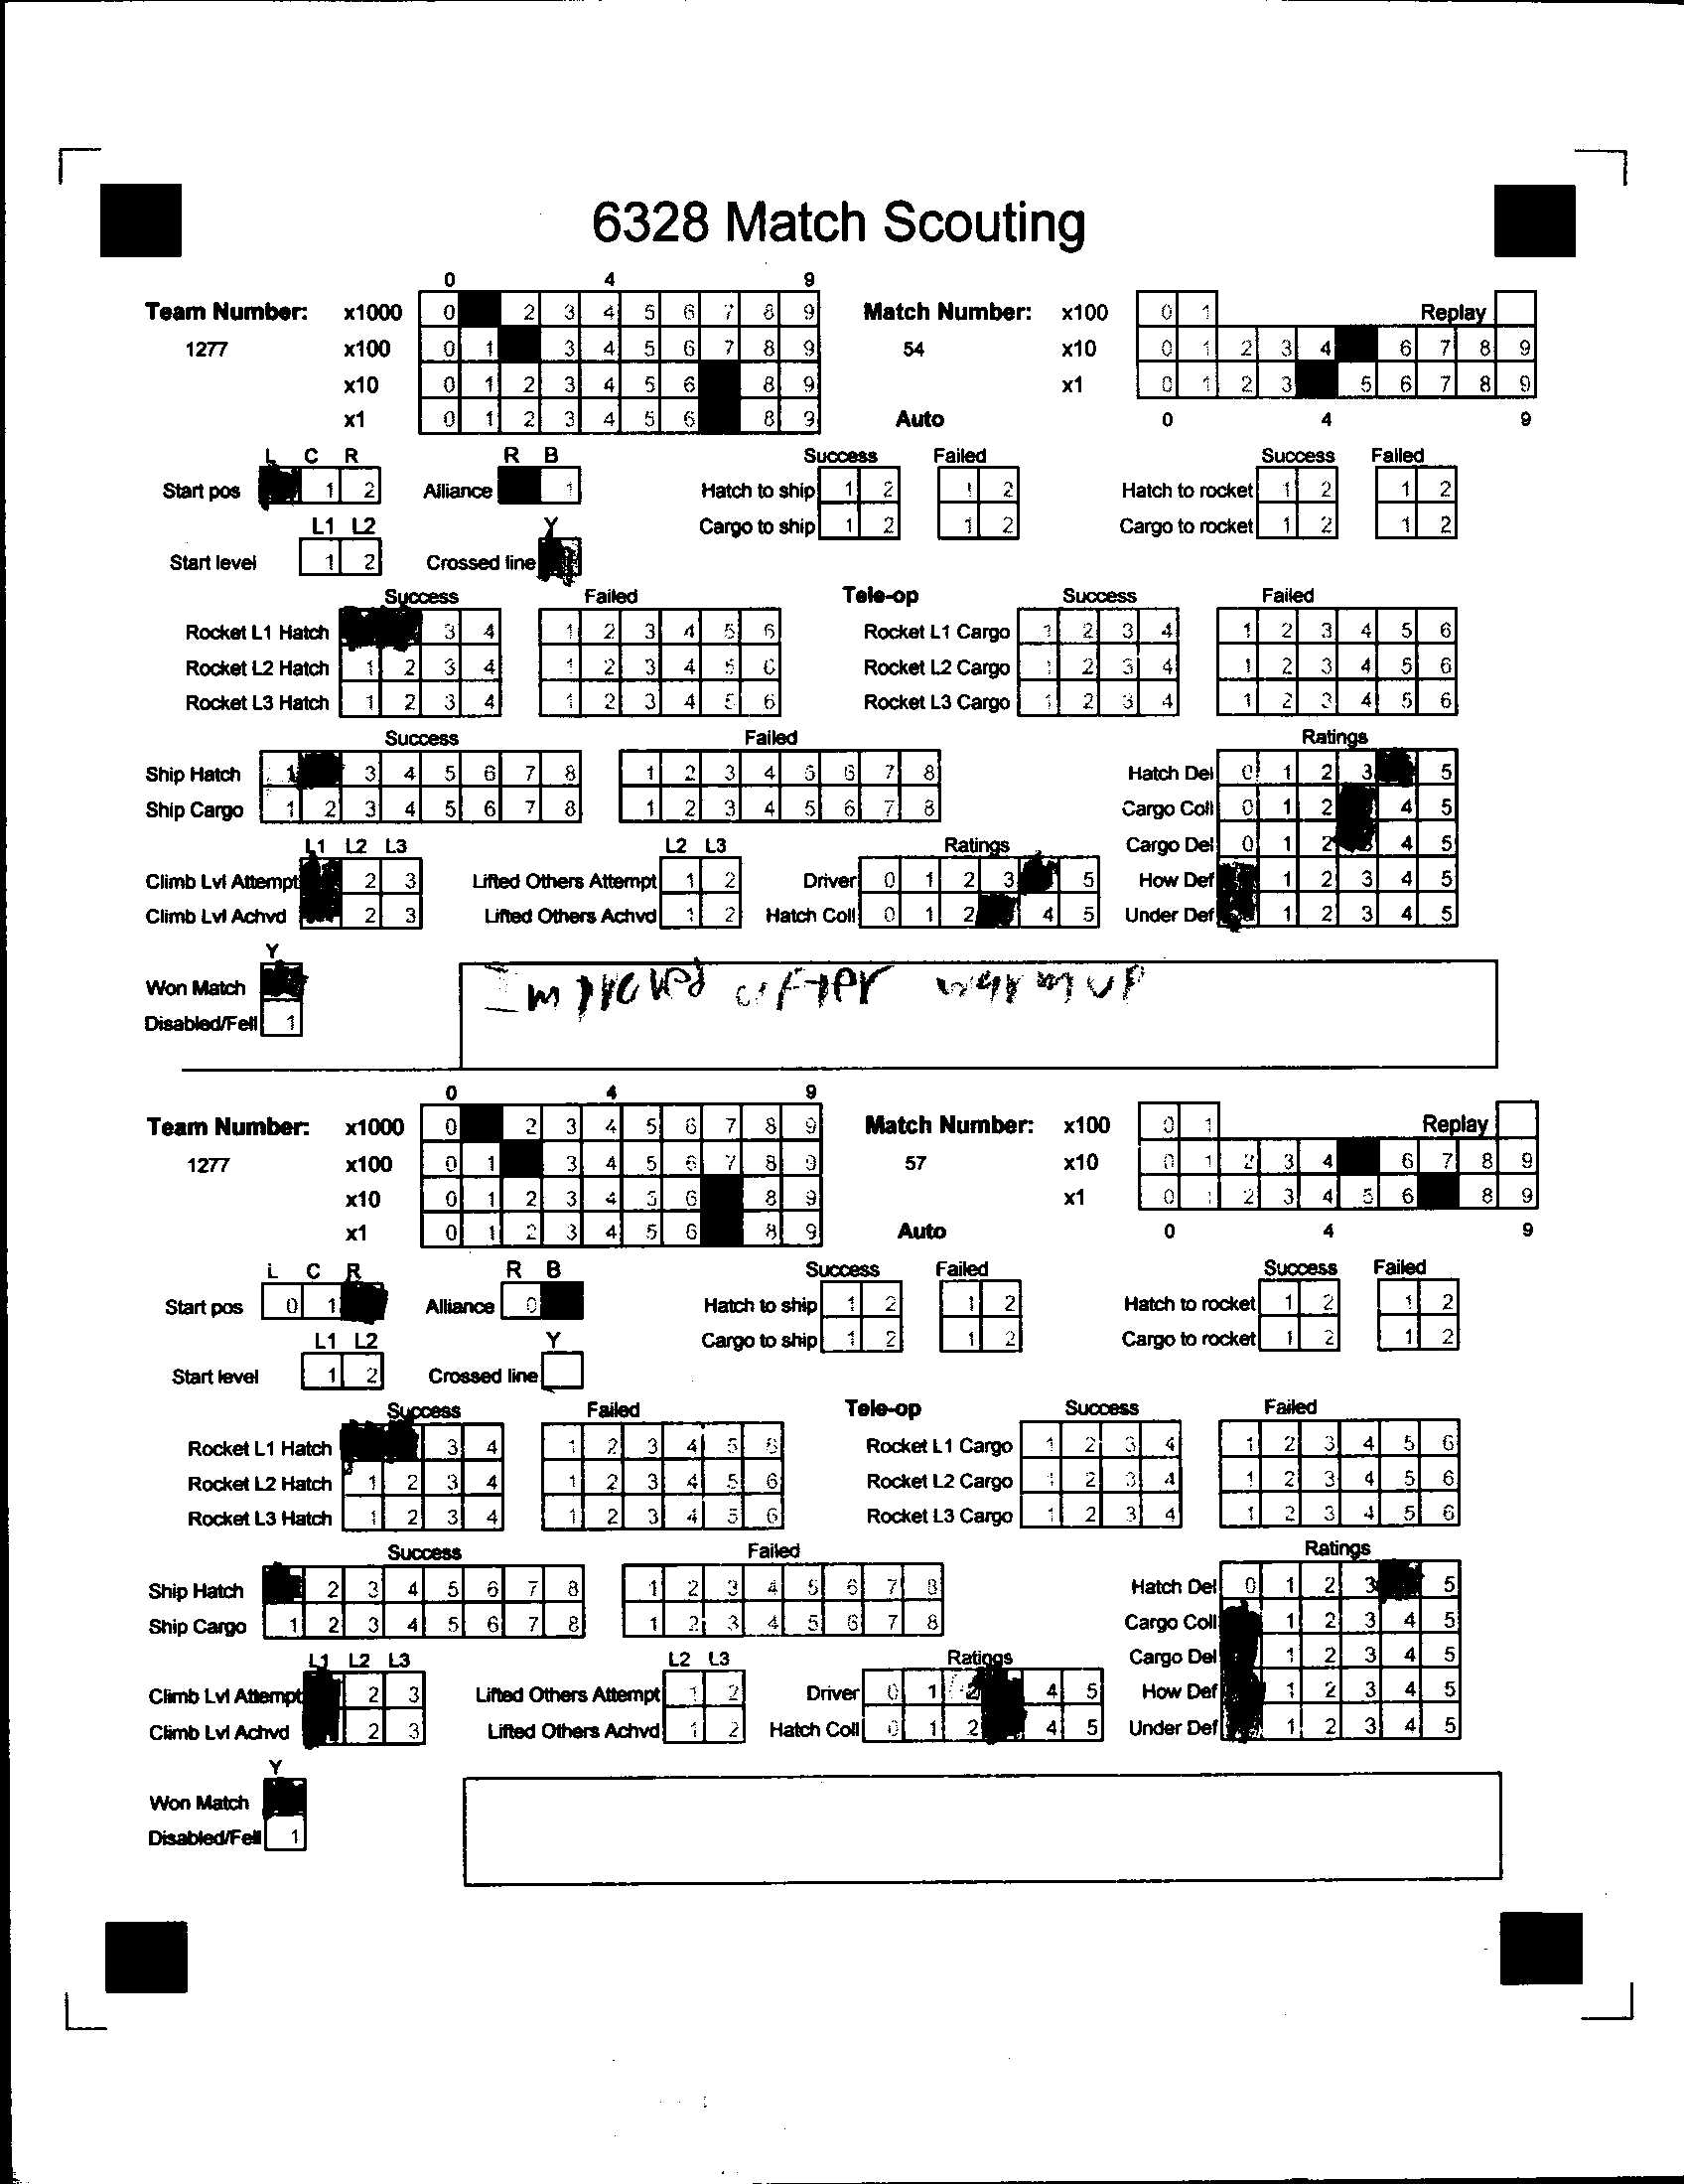 6328 Match Scouting
0 4 9
Team Number: x1000 0 2 3 4 5 6 7 8 9 Match Number: x100 0 1 Replay
1277 x100 0 1 3 4 5 6 7 8 9 54 x10 0 1 2 3 4 6 7 8 9
x10 0 1 2 3 4 5 6 8 9 x1 0 1 2 3 5 6 7 8 9
x1 0 1 2 3 4 5 6 8 9 Auto 0 4 9
L C R R B Success Failed Success Failed
Start pos 1 2 Alliance 1 Hatch to ship 1 2 1 2 Hatch to rocket 1 2 1 2
L1 L2 Y Cargo to ship 1 2 1 2 Cargo to rocket 1 2 1 2
Start level 1 2 Crossed line
Success Failed Tele-op Success Failed
Rocket L1 Hatch 3 4 1 2 3 4 5 6 Rocket L1 Cargo 1 2 3 4 1 2 3 4 5 6
Rocket L2 Hatch 1 2 3 4 1 2 3 4 5 6 Rocket L2 Cargo 1 2 3 4 1 2 3 4 5 6
Rocket L3 Hatch 1 2 3 4 1 2 3 4 5 6 Rocket L3 Cargo 1 2 3 4 1 2 3 4 5 6
Success Failed Ratings
Ship Hatch 1 3 4 5 6 7 8 1 2 3 4 5 6 7 8 Hatch Del 0 1 2 3 5
Ship Cargo 1 2 3 4 5 6 7 8 1 2 3 4 5 6 7 8 Cargo Coll 0 1 2 4 5
L1 L2 L3 L2 L3 Ratings Cargo Del 0 1 2 4 5
Climb Lvl Attempt 2 3 Lifted Others Attempt 1 2 Driver 0 1 2 3 5 How Def 1 2 3 4 5
Climb Lvl Achvd 2 3 Lifted Others Achvd 1 2 Hatch Coll 0 1 2 4 5 Under Def 1 2 3 4 5
Y
Won Match Improved after warm up
Disabled/Fell 1
0 4 9
Team Number: x1000 0 2 3 4 5 6 7 8 9 Match Number: x100 0 1 Replay
1277 x100 0 1 3 4 5 6 7 8 9 57 x10 0 1 2 3 4 6 7 8 9
x10 0 1 2 3 4 5 6 8 9 x1 0 1 2 3 4 5 6 8 9
x1 0 1 2 3 4 5 6 8 9 Auto 0 4 9
L C R R B Success Failed Success Failed
Start pos 0 1 Alliance 0 Hatch to ship 1 2 1 2 Hatch to rocket 1 2 1 2
L1 L2 Y Cargo to ship 1 2 1 2 Cargo to rocket 1 2 1 2
Start level 1 2 Crossed line
Success Failed Tele-op Success Failed
Rocket L1 Hatch 3 4 1 2 3 4 5 6 Rocket L1 Cargo 1 2 3 4 1 2 3 4 5 6
Rocket L2 Hatch 1 2 3 4 1 2 3 4 5 6 Rocket L2 Cargo 1 2 3 4 1 2 3 4 5 6
Rocket L3 Hatch 1 2 3 4 1 2 3 4 5 6 Rocket L3 Cargo 1 2 3 4 1 2 3 4 5 6
Success Failed Ratings
Ship Hatch 2 3 4 5 6 7 8 1 2 3 4 5 6 7 8 Hatch Del 0 1 2 3 5
Ship Cargo 1 2 3 4 5 6 7 8 1 2 3 4 5 6 7 8 Cargo Coll 1 2 3 4 5
L1 L2 L3 L2 L3 Ratings Cargo Del 1 2 3 4 5
Climb Lvl Attempt 2 3 Lifted Others Attempt 1 2 Driver 0 1 2 4 5 How Def 1 2 3 4 5
Climb Lvl Achvd 2 3 Lifted Others Achvd 1 2 Hatch Coll 0 1 2 4 5 Under Def 1 2 3 4 5
Y
Won Match
Disabled/Fell 1